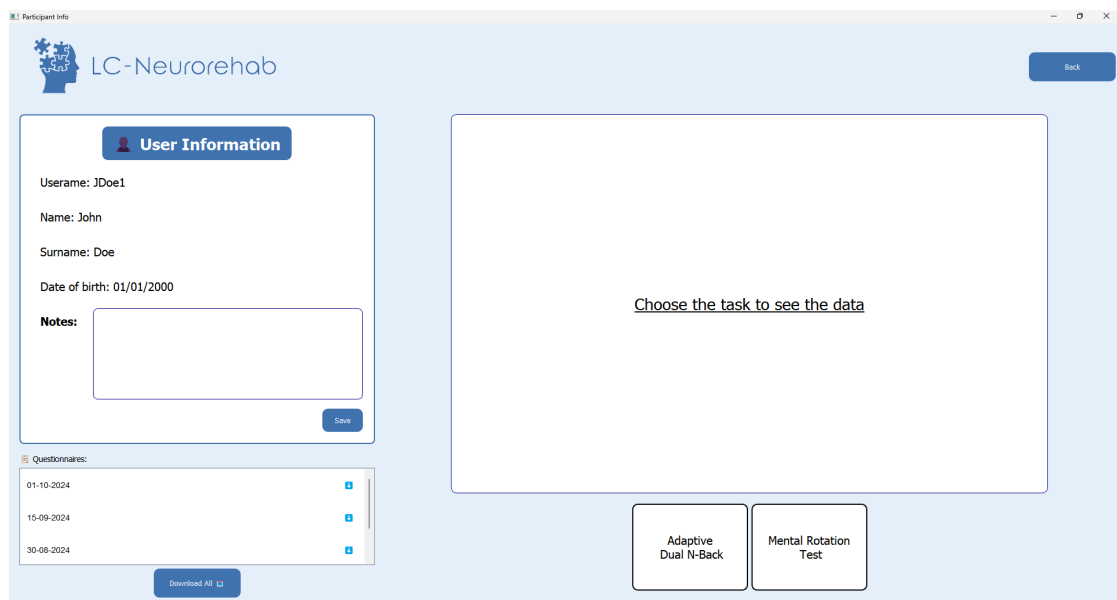 Participant Info
LC-Neurorehab
Back
User Information
Userame: JDoe1
Name: John
Surname: Doe
Date of birth: 01/01/2000
Notes:
Save
Questionnaires:
01-10-2024
15-09-2024
30-08-2024
Download All
Choose the task to see the data
Adaptive
Dual N-Back
Mental Rotation
Test